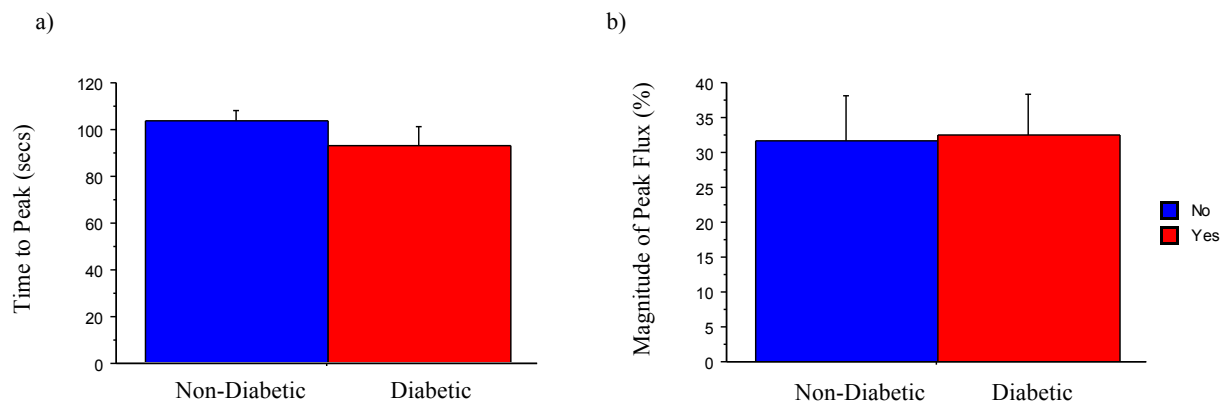 a)
Time to Peak (secs)
120
100
80
60
40
20
0
Non-Diabetic
Diabetic
b)
Magnitude of Peak Flux (%)
40
35
30
25
20
15
10
5
0
Non-Diabetic
Diabetic
No
Yes